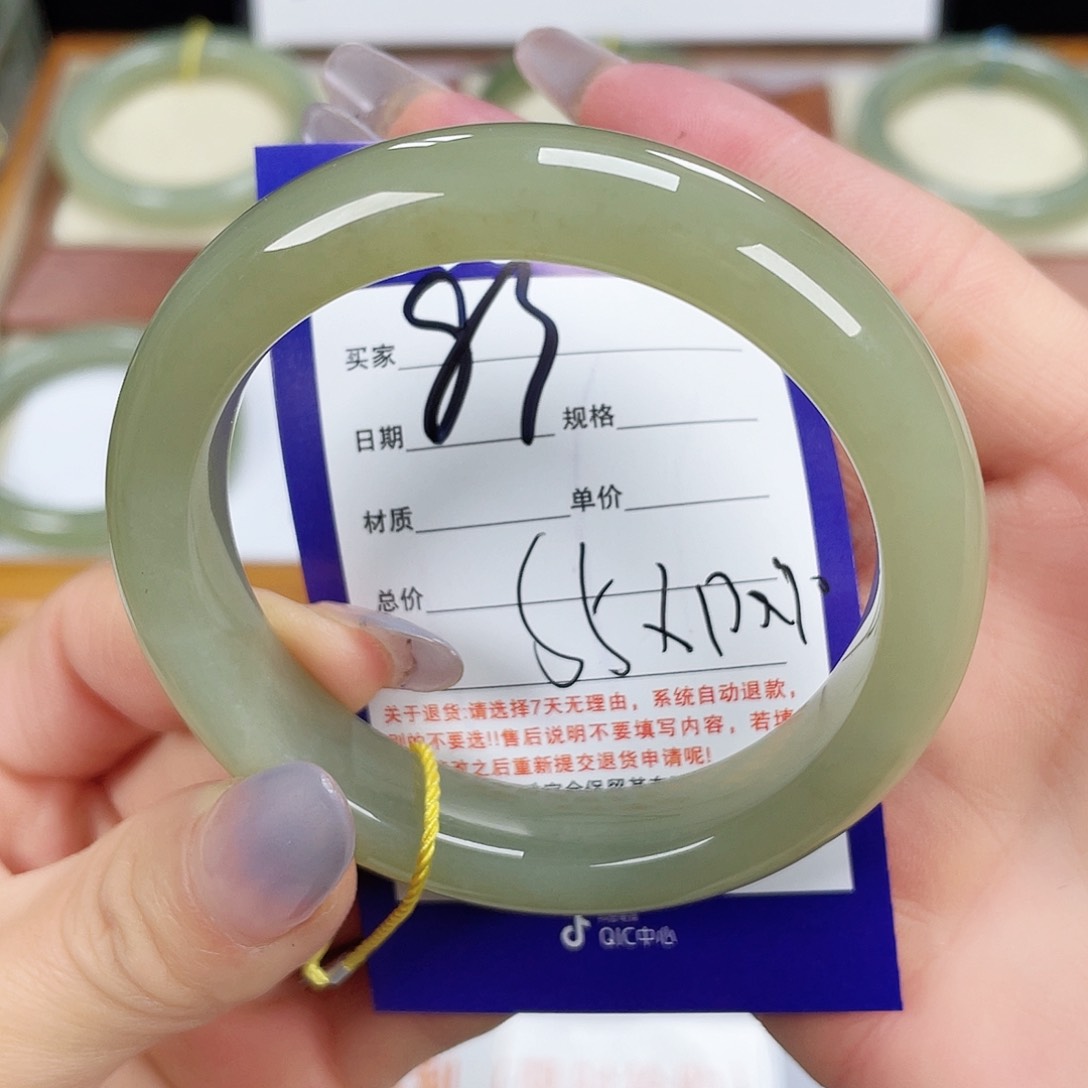 85
买家
日期 规格
材质 单价
总价
55x13x
关于退货:请选择7天无理由，系统自动退款，
别的不要选!!售后说明不要填写内容，若填
之后重新提交退货申请呢!
QIC中心